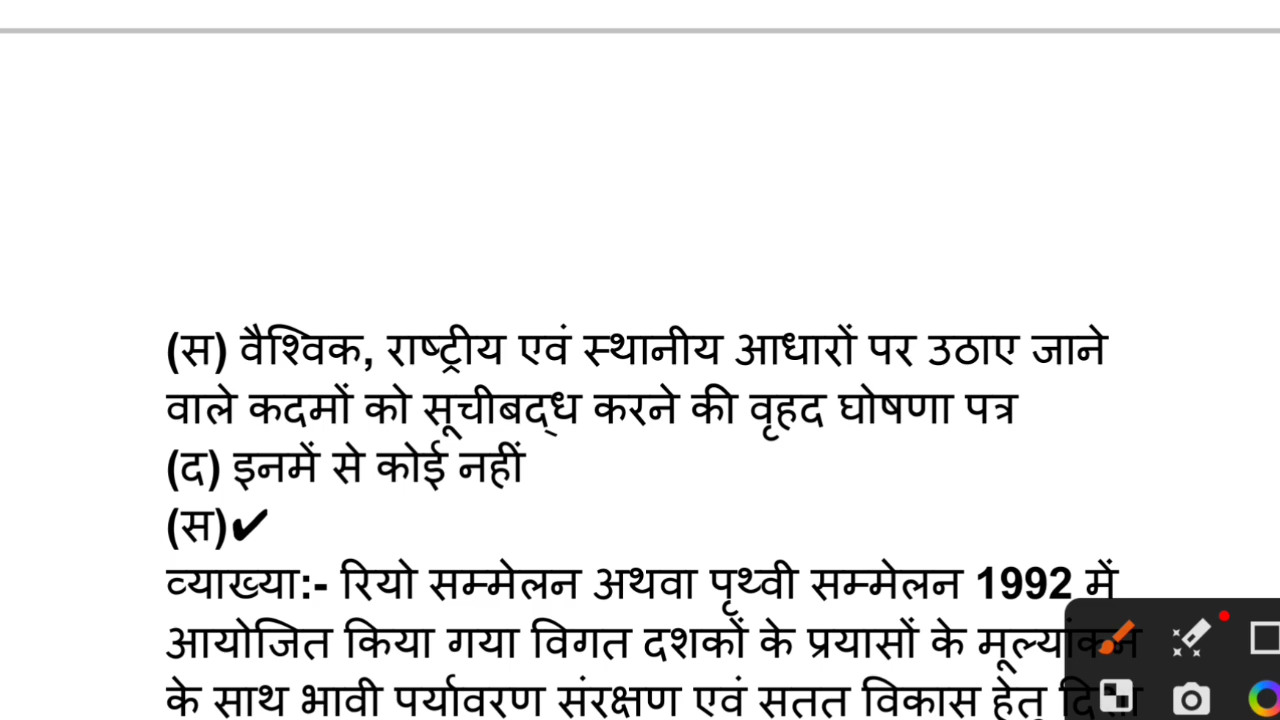 (स) वैश्विक, राष्ट्रीय एवं स्थानीय आधारों पर उठाए जाने
वाले कदमों को सूचीबद्ध करने की वृहद घोषणा पत्र
(द) इनमें से कोई नहीं
(स)✔
व्याख्या:- रियो सम्मेलन अथवा पृथ्वी सम्मेलन 1992 में
आयोजित किया गया विगत दशकों के प्रयासों के मूल्यांकन
के साथ भावी पर्यावरण संरक्षण एवं सतत विकास हेतु